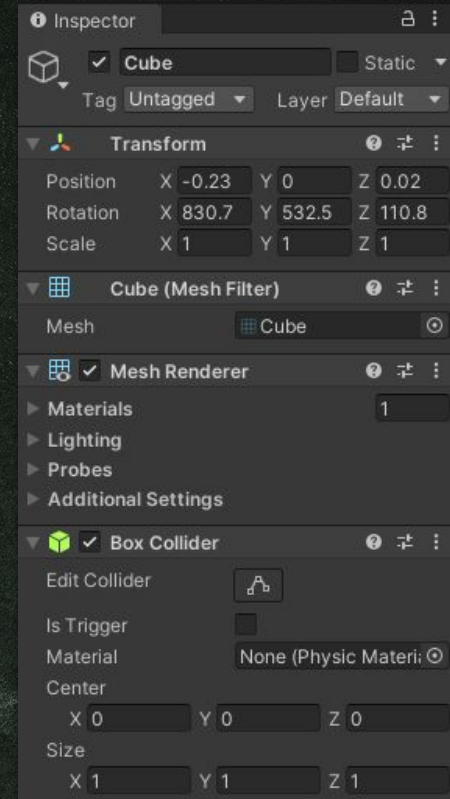 Inspector
Cube Static
Tag Untagged Layer Default
Transform
Position X -0.23 Y 0 Z 0.02
Rotation X 830.7 Y 532.5 Z 110.8
Scale X 1 Y 1 Z 1
Cube (Mesh Filter)
Mesh Cube
Mesh Renderer
Materials 1
Lighting
Probes
Additional Settings
Box Collider
Edit Collider
Is Trigger
Material None (Physic Materi
Center
X 0 Y 0 Z 0
Size
X 1 Y 1 Z 1